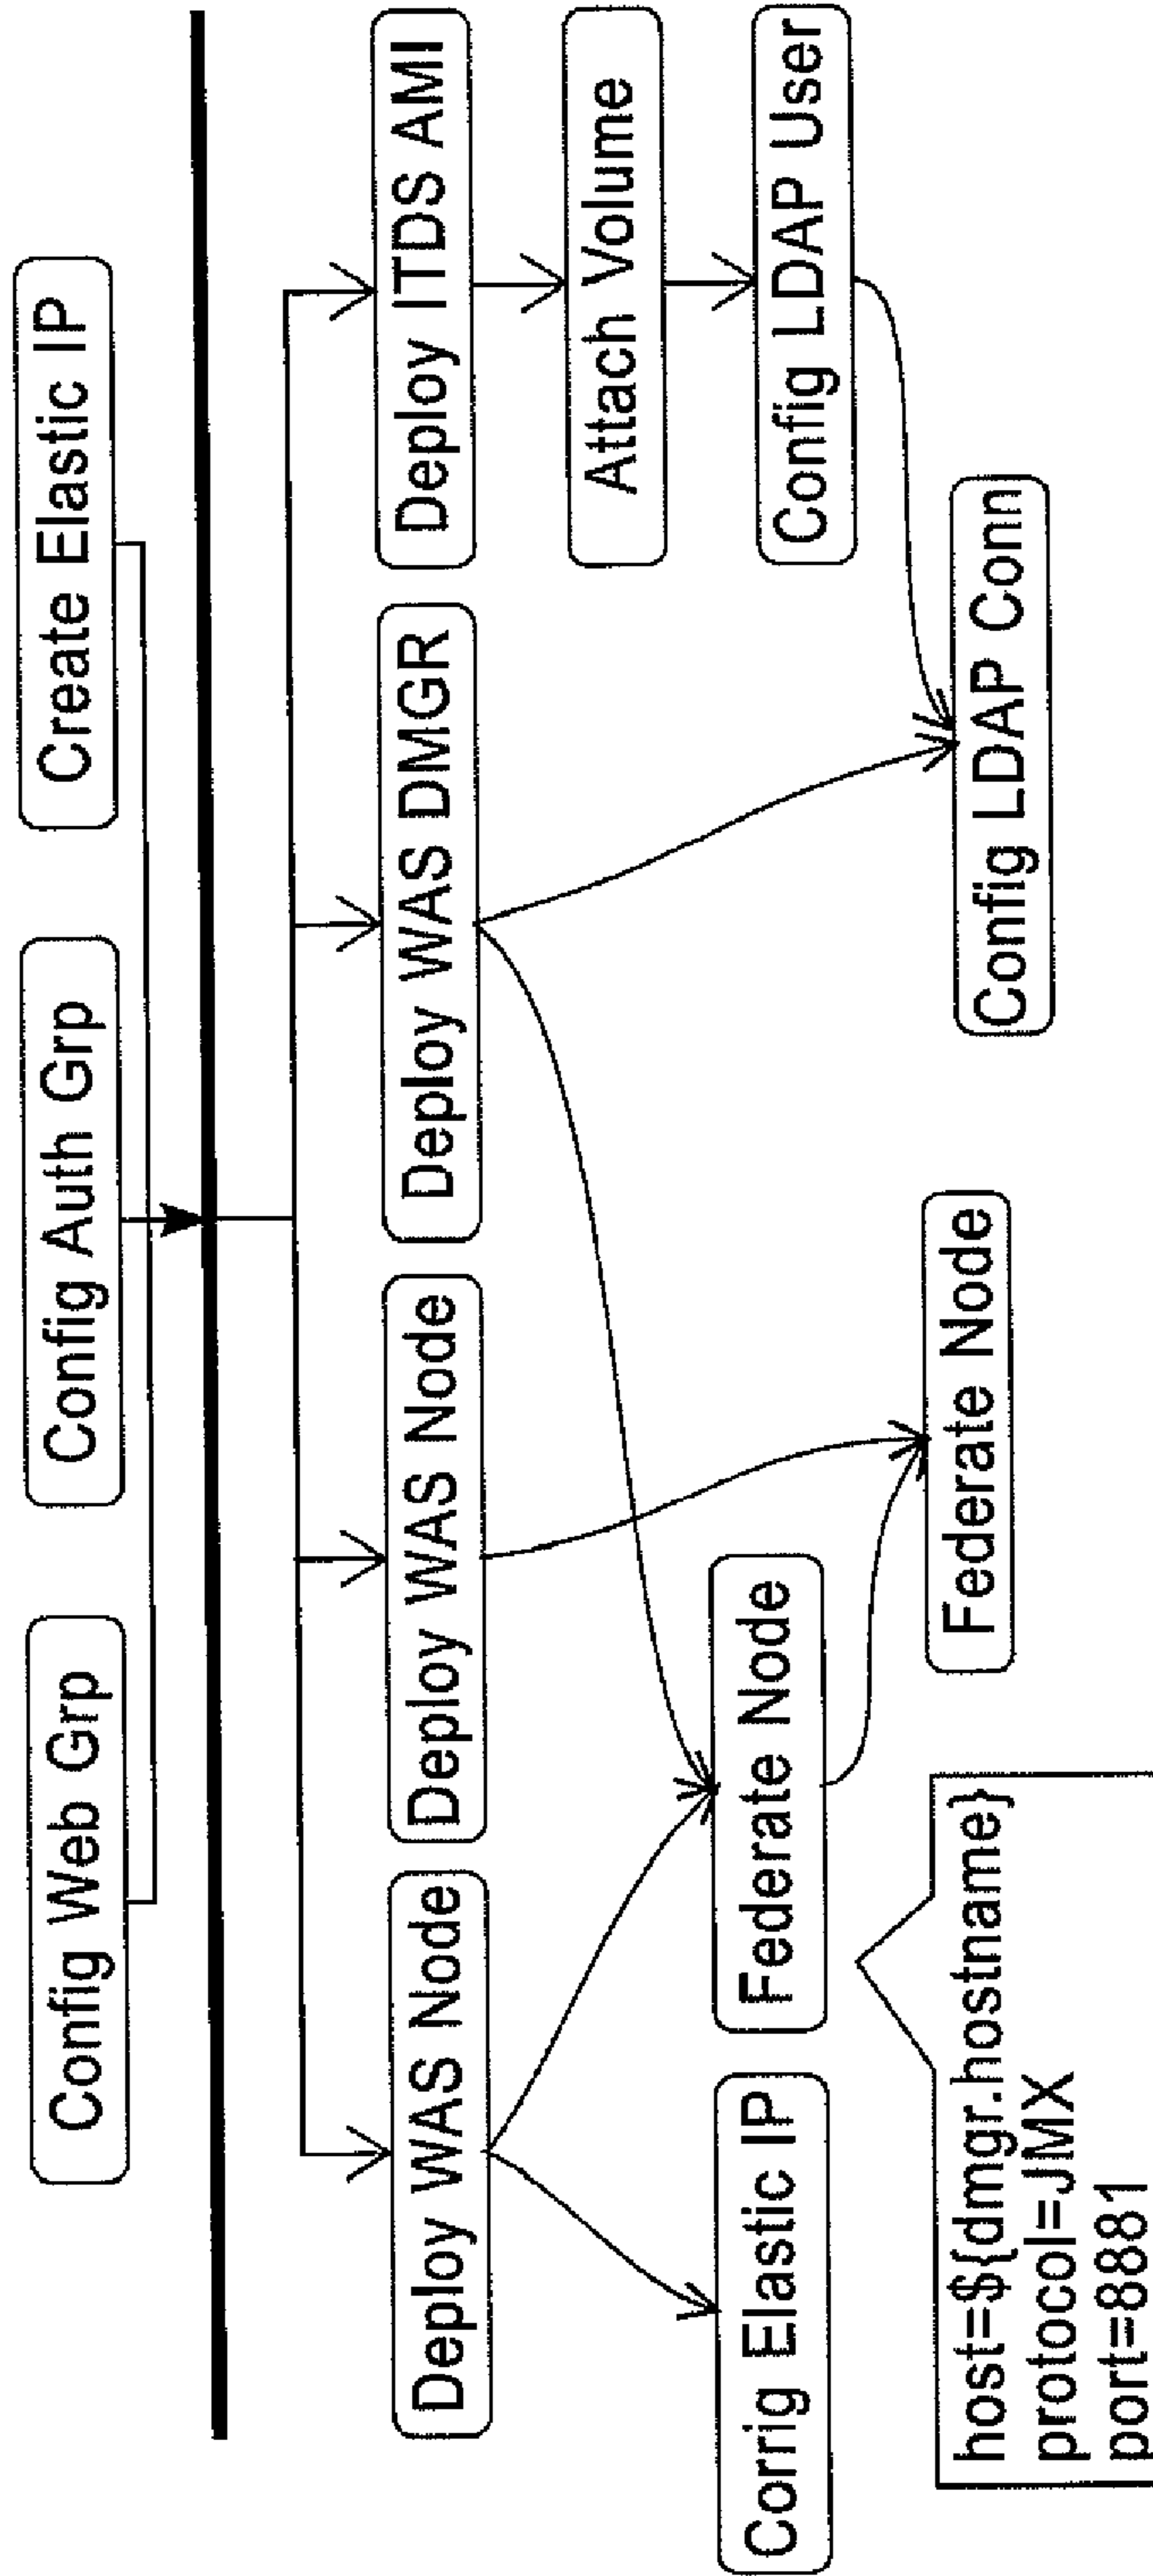 Config Web Grp
Config Auth Grp
Create Elastic IP
Deploy WAS Node
Deploy WAS Node
Deploy WAS DMGR
Deploy ITDS AMI
Attach Volume
Corrig Elastic IP
Federate Node
Config LDAP User
Federate Node
Config LDAP Conn
host=${dmgr.hostname}
protocol=JMX
port=8881